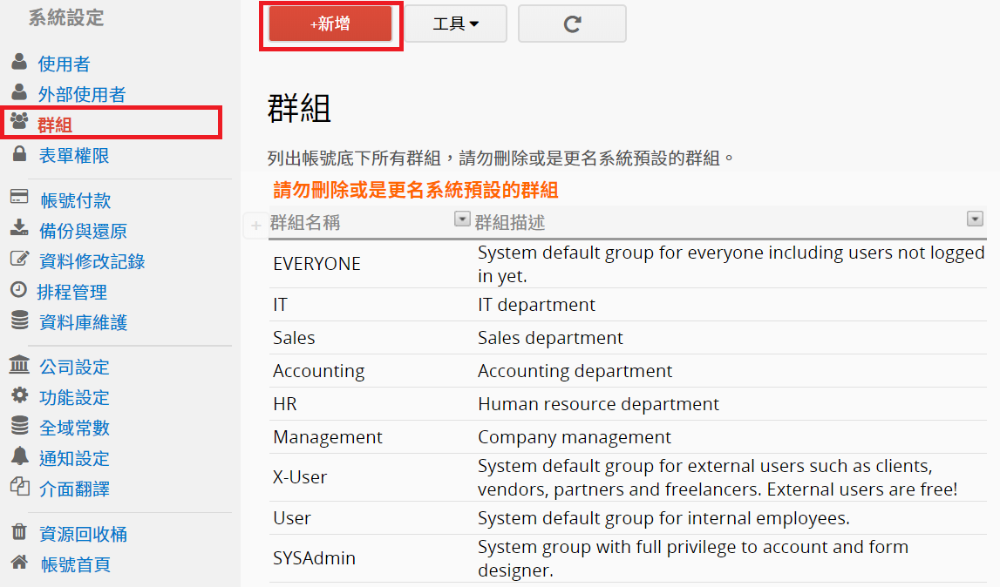 系統設定
使用者
外部使用者
群組
表單權限
帳號付款
備份與還原
資料修改記錄
排程管理
資料庫維護
公司設定
功能設定
全域常數
通知設定
介面翻譯
資源回收桶
帳號首頁
+新增
工具
群組
列出帳號底下所有群組，請勿刪除或是更名系統預設的群組。
請勿刪除或是更名系統預設的群組
+ 群組名稱 群組描述
EVERYONE System default group for everyone including users not logged
in yet.
IT IT department
Sales Sales department
Accounting Accounting department
HR Human resource department
Management Company management
X-User System default group for external users such as clients,
vendors, partners and freelancers. External users are free!
User System default group for internal employees.
SYSAdmin System group with full privilege to account and form
designer.